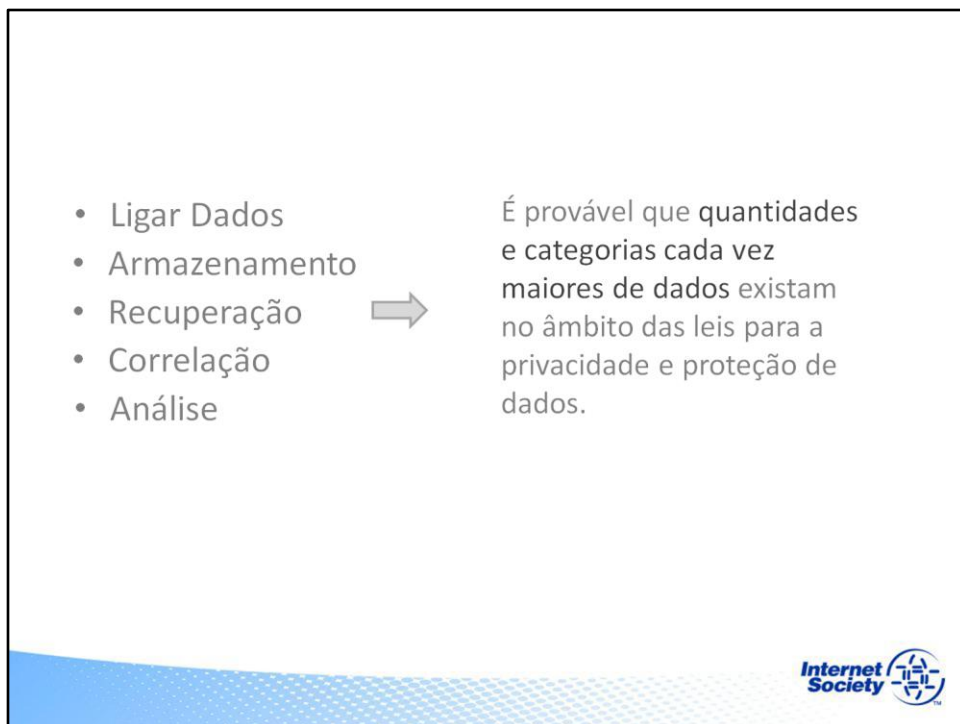 • Ligar Dados
• Armazenamento
• Recuperação
• Correlação
• Análise
É provável que quantidades
e categorias cada vez
maiores de dados existam
no âmbito das leis para a
privacidade e proteção de
dados.
Internet
Society
TM